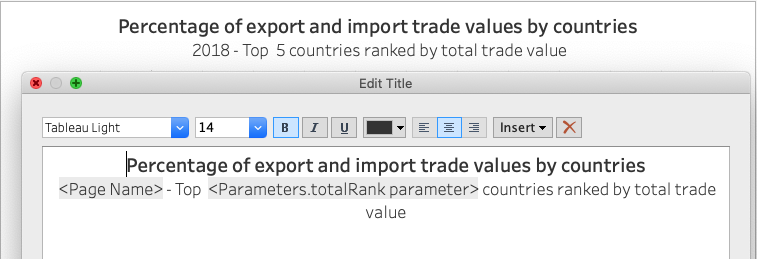 Percentage of export and import trade values by countries
2018 - Top 5 countries ranked by total trade value
Edit Title
Tableau Light 14 B I U Insert
Percentage of export and import trade values by countries
<Page Name> - Top <Parameters.totalRank parameter> countries ranked by total trade
value